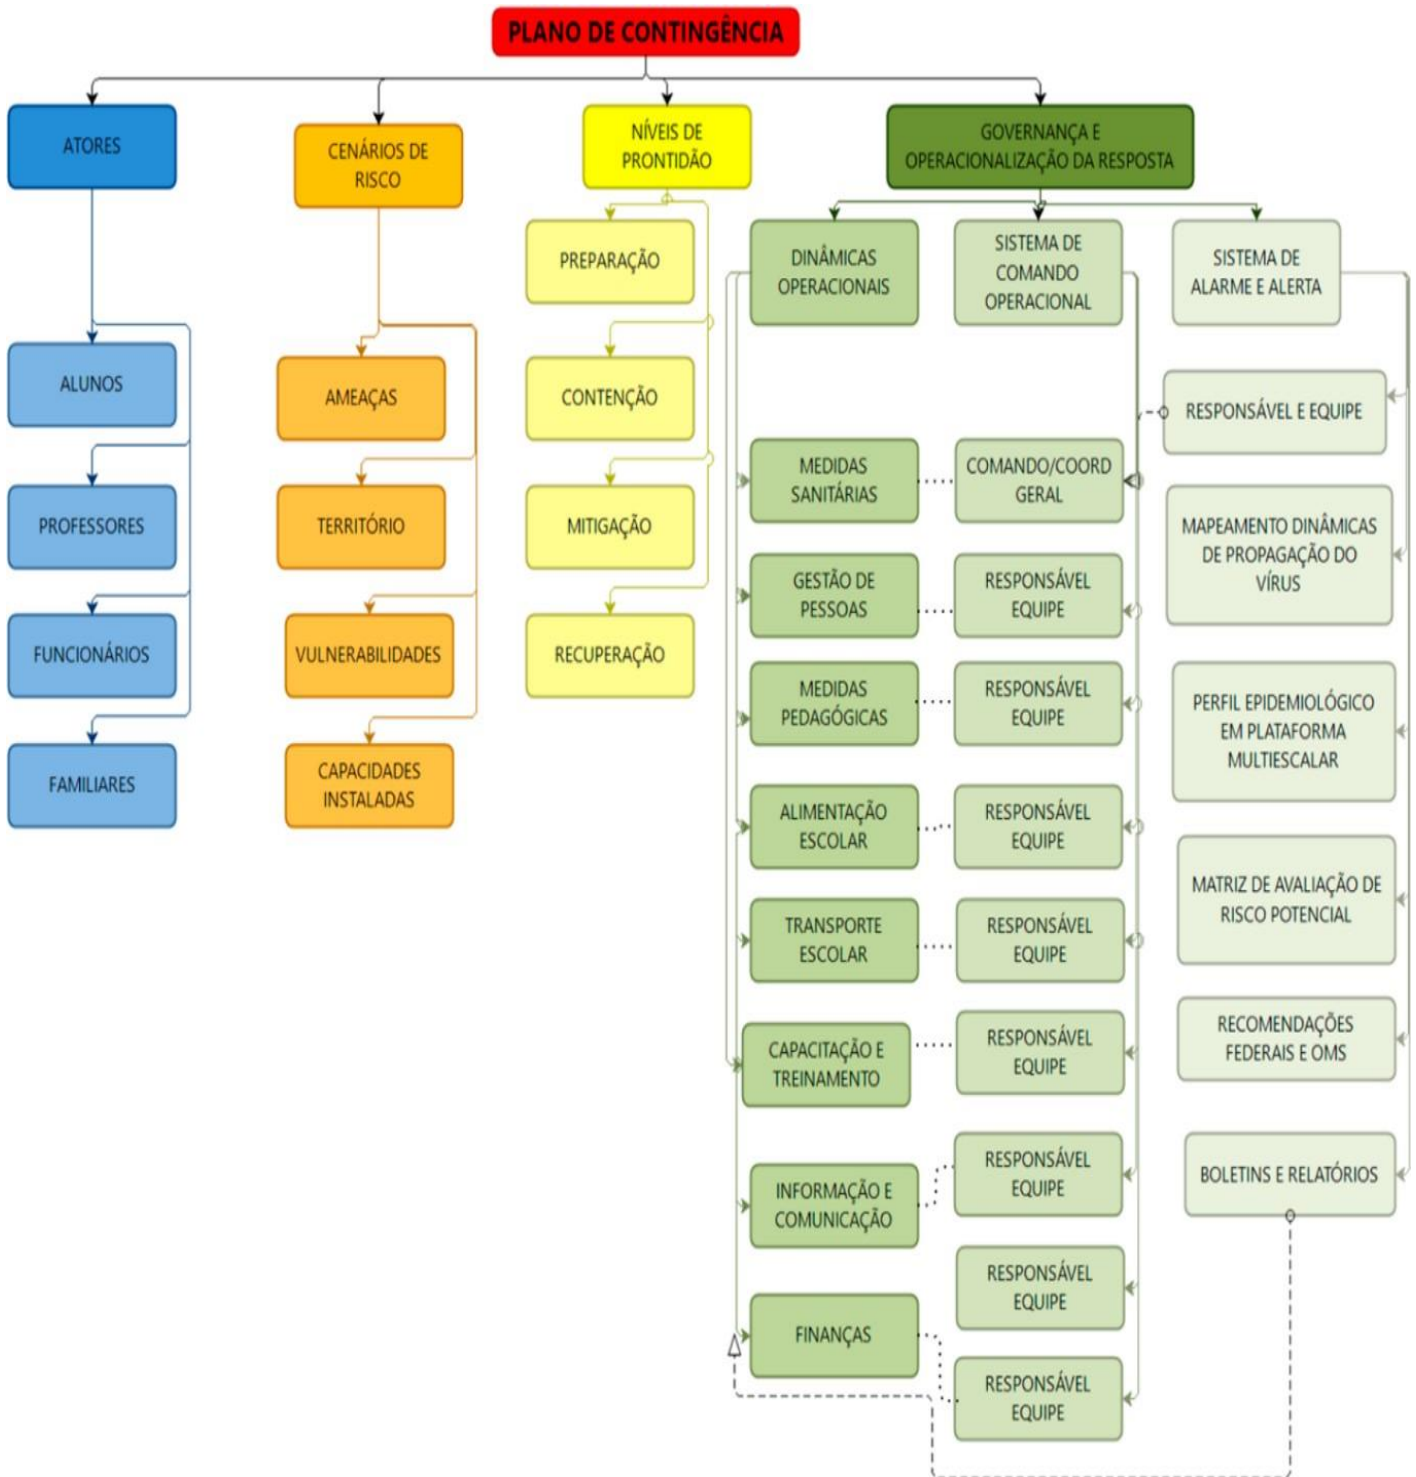 PLANO DE CONTINGÊNCIA
ATORES
ALUNOS
PROFESSORES
FUNCIONÁRIOS
FAMILIARES
CENÁRIOS DE
RISCO
AMEAÇAS
TERRITÓRIO
VULNERABILIDADES
CAPACIDADES
INSTALADAS
NÍVEIS DE
PRONTIDÃO
PREPARAÇÃO
CONTENÇÃO
MITIGAÇÃO
RECUPERAÇÃO
GOVERNANÇA E
OPERACIONALIZAÇÃO DA RESPOSTA
DINÂMICAS
OPERACIONAIS
MEDIDAS
SANITÁRIAS
GESTÃO DE
PESSOAS
MEDIDAS
PEDAGÓGICAS
ALIMENTAÇÃO
ESCOLAR
TRANSPORTE
ESCOLAR
CAPACITAÇÃO E
TREINAMENTO
INFORMAÇÃO E
COMUNICAÇÃO
FINANÇAS
SISTEMA DE
COMANDO
OPERACIONAL
COMANDO/COORD
GERAL
RESPONSÁVEL
EQUIPE
RESPONSÁVEL
EQUIPE
RESPONSÁVEL
EQUIPE
RESPONSÁVEL
EQUIPE
RESPONSÁVEL
EQUIPE
RESPONSÁVEL
EQUIPE
RESPONSÁVEL
EQUIPE
RESPONSÁVEL
EQUIPE
SISTEMA DE
ALARME E ALERTA
RESPONSÁVEL E EQUIPE
MAPEAMENTO DINÂMICAS
DE PROPAGAÇÃO DO
VÍRUS
PERFIL EPIDEMIOLÓGICO
EM PLATAFORMA
MULTIESCALAR
MATRIZ DE AVALIAÇÃO DE
RISCO POTENCIAL
RECOMENDAÇÕES
FEDERAIS E OMS
BOLETINS E RELATÓRIOS